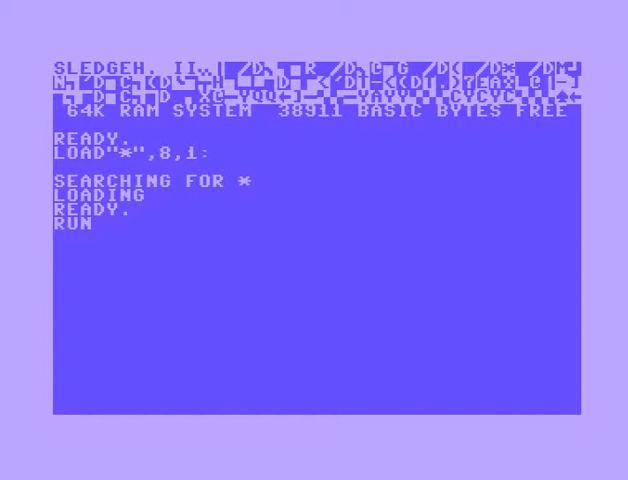 SLEDGEH. II
64K RAM SYSTEM  38911 BASIC BYTES FREE
READY.
LOAD"*",8,1:
SEARCHING FOR *
LOADING
READY.
RUN